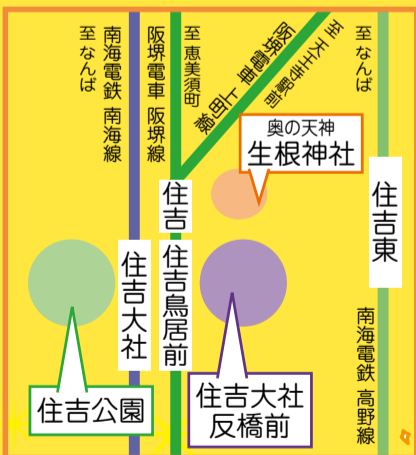 至 なんば
南海電鉄 南海線
阪堺電車 阪堺線
至 恵美須町
阪堺電車 上町線
至 天王寺駅前
至 なんば
奥の天神
生根神社
住吉
住吉東
住吉大社
住吉鳥居前
南海電鉄 高野線
住吉公園
住吉大社
反橋前